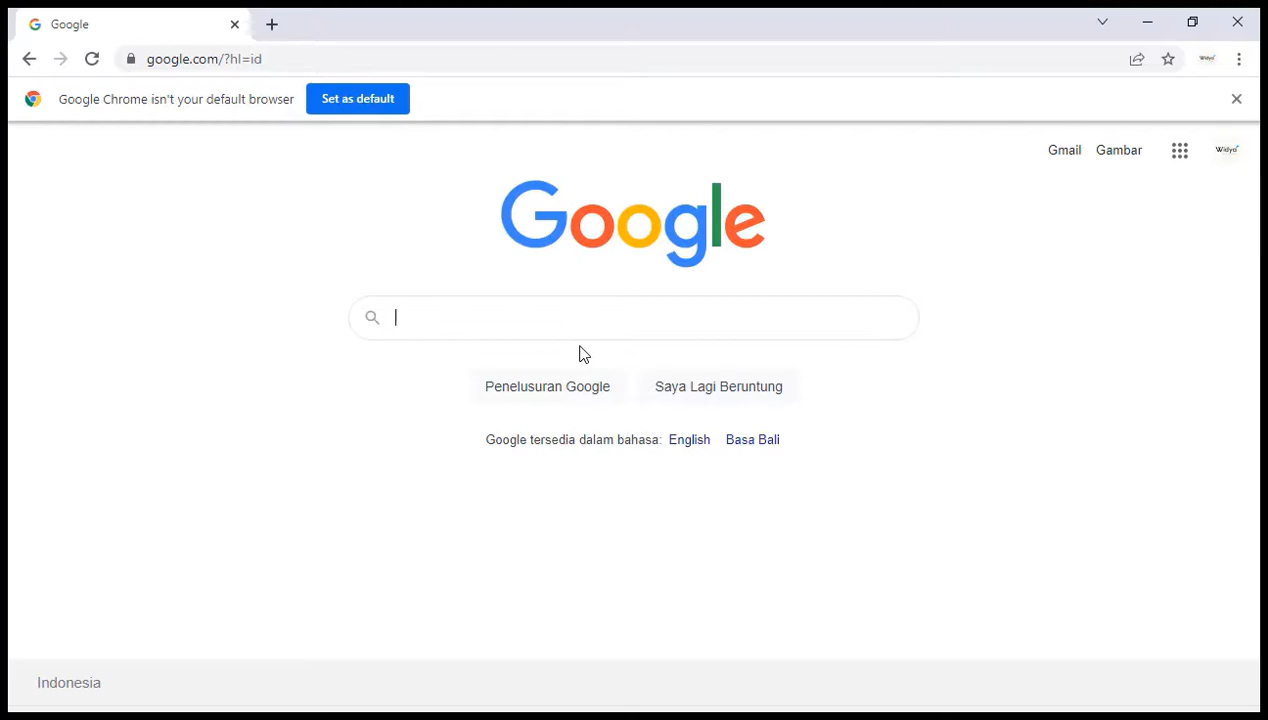 Google
google.com/?hl=id
Google Chrome isn't your default browser Set as default
Gmail Gambar Widya
Google
Penelusuran Google Saya Lagi Beruntung
Google tersedia dalam bahasa: English Basa Bali
Indonesia